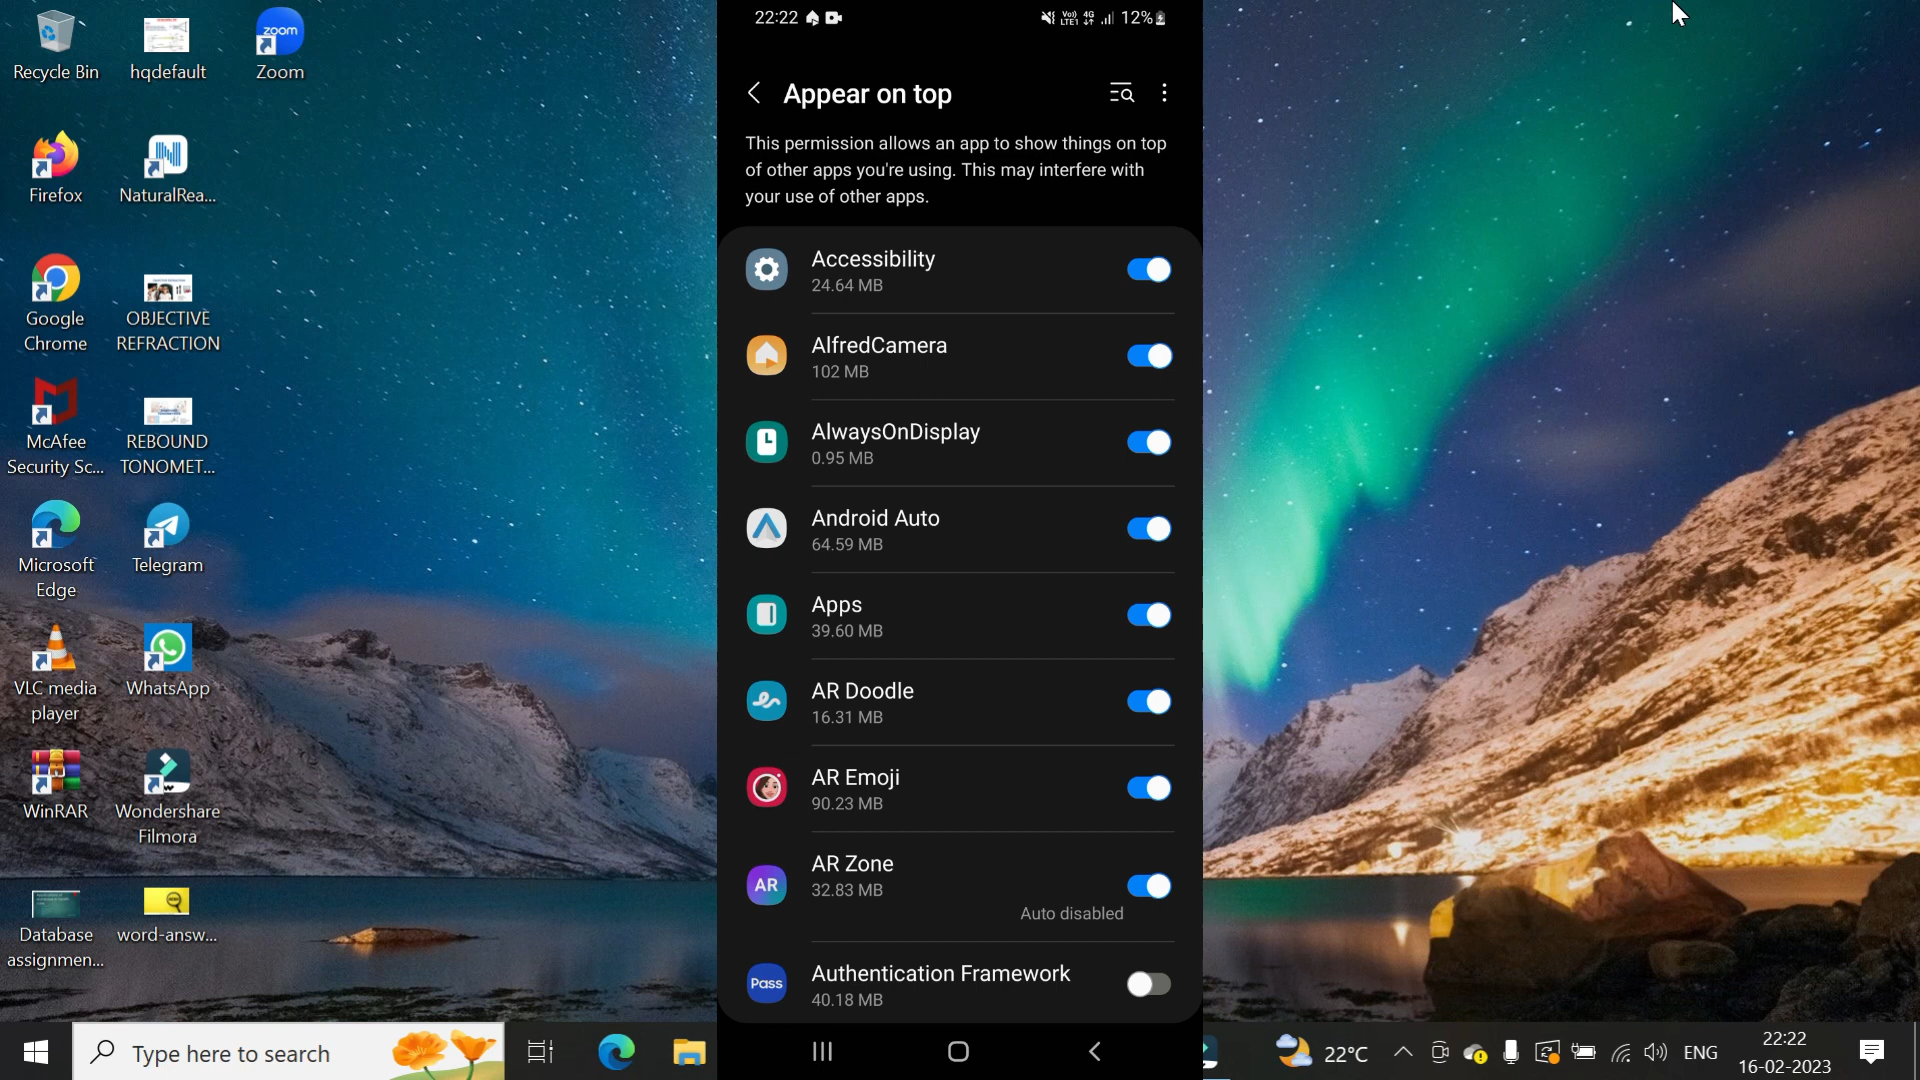 Recycle Bin
hqdefault
zoom
Zoom
Firefox
NaturalRea...
Google
Chrome
OBJECTIVE
REFRACTION
McAfee
Security Sc...
REBOUND
TONOMET...
Microsoft
Edge
Telegram
VLC media
player
WhatsApp
WinRAR
Wondershare
Filmora
Database
assignmen...
word-answ...
22:22
Vo))
LTE1
4G
12%
Appear on top
This permission allows an app to show things on top
of other apps you're using. This may interfere with
your use of other apps.
Accessibility
24.64 MB
AlfredCamera
102 MB
AlwaysOnDisplay
0.95 MB
Android Auto
64.59 MB
Apps
39.60 MB
AR Doodle
16.31 MB
AR Emoji
90.23 MB
AR
AR Zone
32.83 MB
Auto disabled
Pass
Authentication Framework
40.18 MB
Type here to search
22°C
ENG
22:22
16-02-2023